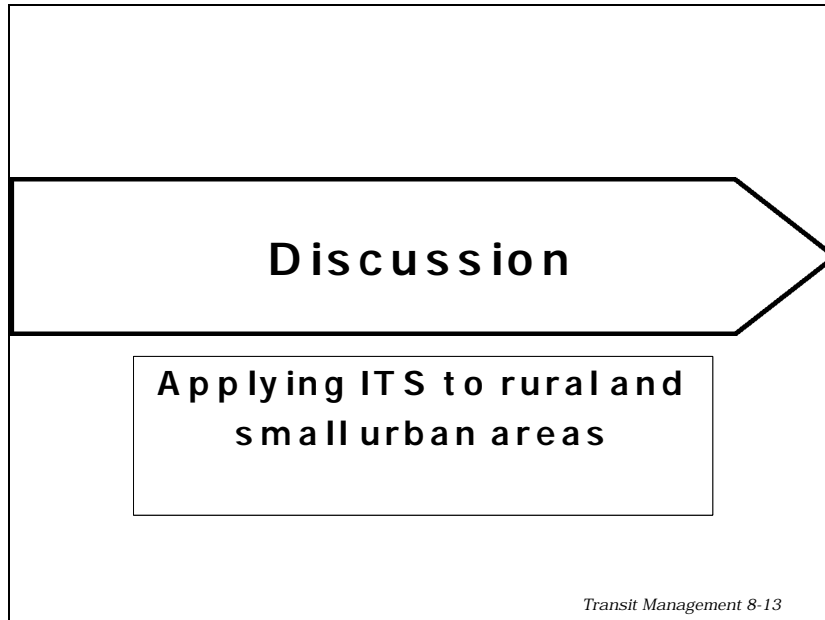 Discussion
Applying ITS to rural and
small urban areas
Transit Management 8-13